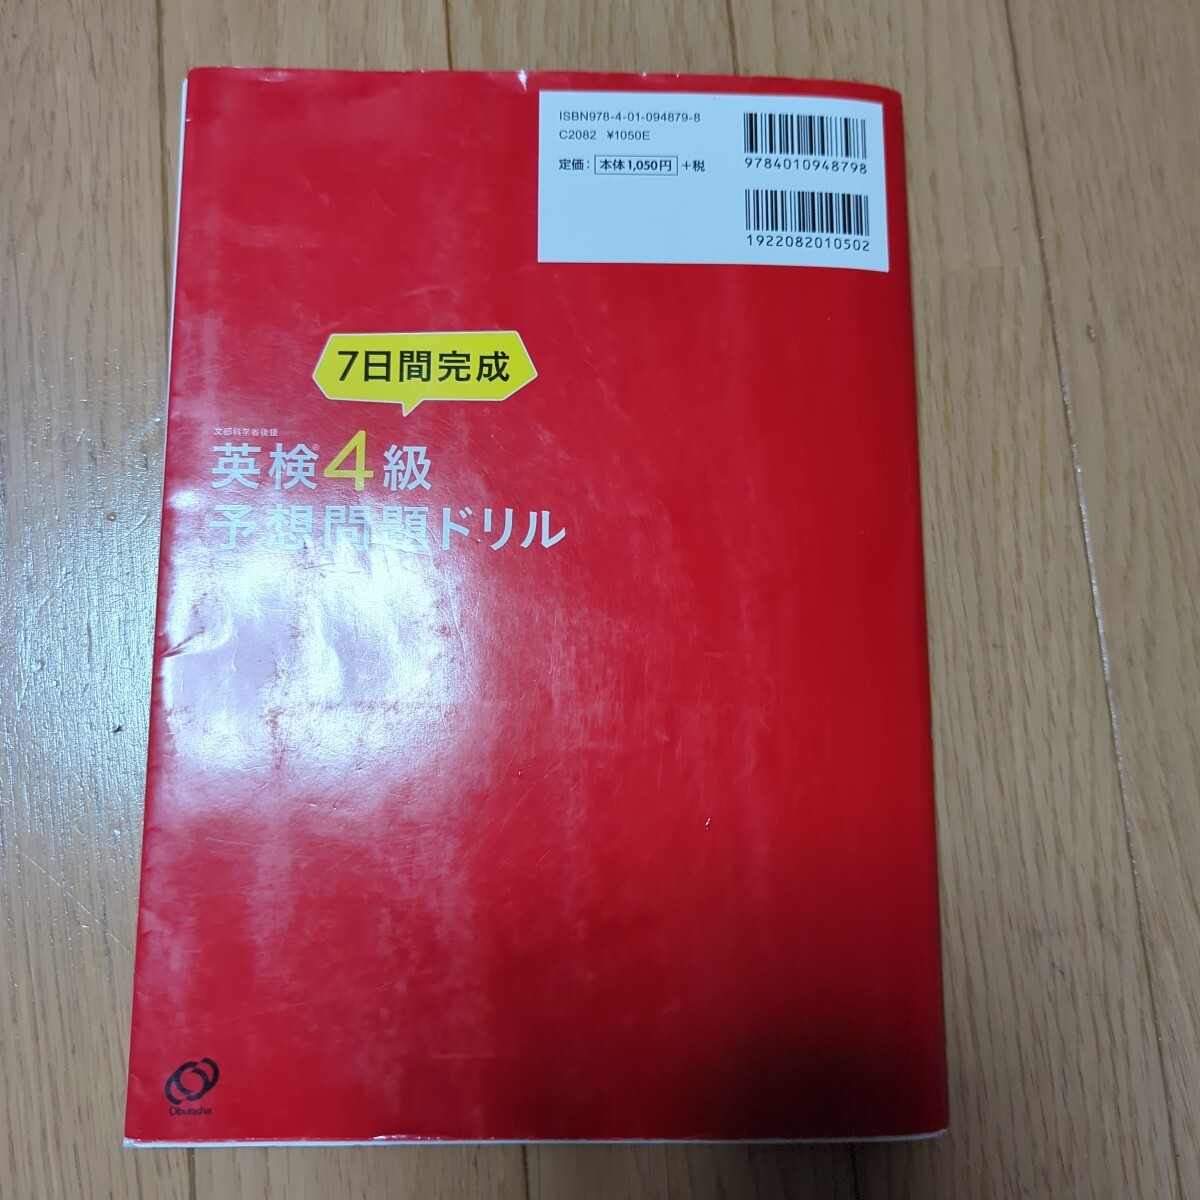 ISBN978-4-01-094879-8
C2082 ¥1050E
定価: 本体1,050円 +税
9784010948798
1922082010502
7日間完成
文部科学省後援
英検®4級
予想問題ドリル
Obunsha